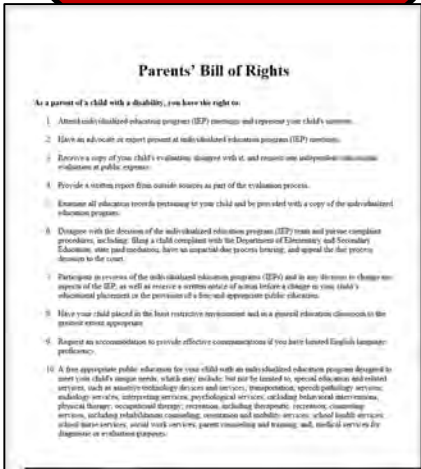 Parents' Bill of Rights
As a parent of a child with a disability, you have the right to:
1. Attend individualized education program (IEP) meetings and represent your child's interests.
2. Have an advocate or expert present at individualized education program (IEP) meetings.
3. Receive a copy of your child's evaluation, disagree with it, and request one independent educational
evaluation at public expense.
4. Provide a written report from outside sources as part of the evaluation process.
5. Examine all education records pertaining to your child and be provided with a copy of the individualized
education program.
6. Disagree with the decision of the individualized education program (IEP) team and pursue complaint
procedures, including: filing a child complaint with the Department of Elementary and Secondary
Education, state paid mediation, have an impartial due process hearing, and appeal the due process
decision to the court.
7. Participate in reviews of the individualized education programs (IEPs) and in any decision to change any
aspects of the IEP, as well as receive a written notice of action before a change in your child's
educational placement or the provision of a free and appropriate public education.
8. Have your child placed in the least restrictive environment and in a general education classroom to the
greatest extent appropriate.
9. Request an accommodation to provide effective communications if you have limited English language
proficiency.
10. A free appropriate public education for your child with an individualized education program designed to
meet your child's unique needs, which may include, but not be limited to, special education and related
services, such as assistive technology devices and services; transportation; speech pathology services;
audiology services; interpreting services; psychological services, including behavioral interventions;
physical therapy; occupational therapy; recreation, including therapeutic recreation; counseling
services, including rehabilitation counseling; orientation and mobility services; school health services;
school nurse services; social work services; parent counseling and training; and, medical services for
diagnostic or evaluation purposes.